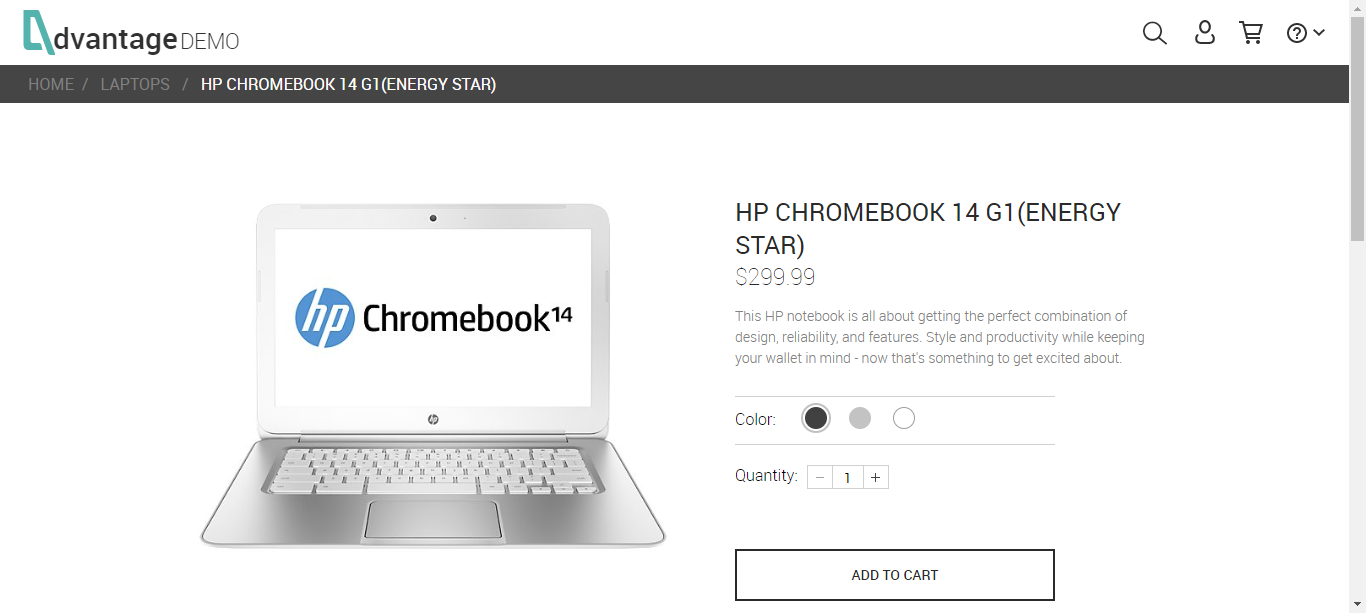 dvantage DEMO
HOME / LAPTOPS / HP CHROMEBOOK 14 G1(ENERGY STAR)
hp Chromebook14
hp
HP CHROMEBOOK 14 G1(ENERGY
STAR)
$299.99
This HP notebook is all about getting the perfect combination of
design, reliability, and features. Style and productivity while keeping
your wallet in mind - now that's something to get excited about.
Color:
Quantity: − 1 +
ADD TO CART